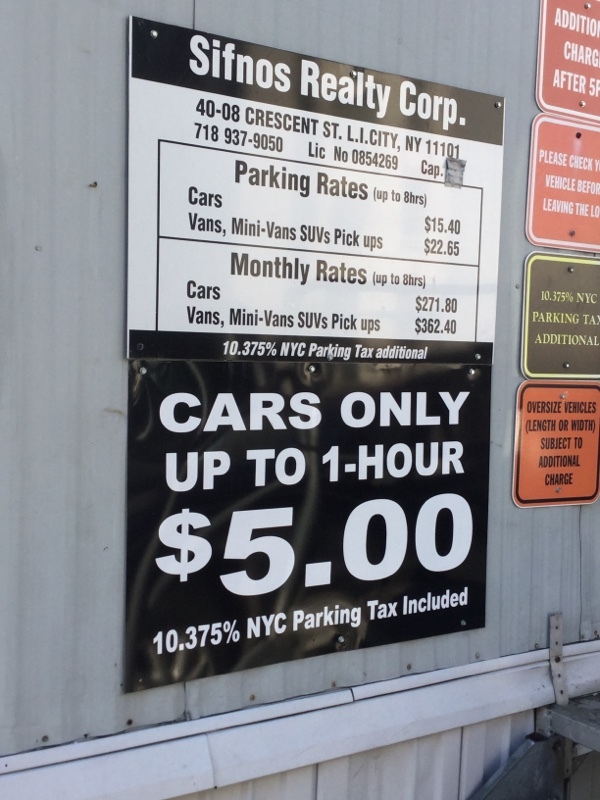 Sifnos Realty Corp.
40-08 CRESCENT ST. L.I.CITY, NY 11101
718 937-9050 Lic No 0854269 Cap.
Parking Rates (up to 8hrs)
Cars $15.40
Vans, Mini-Vans SUVs Pick ups $22.65
Monthly Rates (up to 8hrs)
Cars $271.80
Vans, Mini-Vans SUVs Pick ups $362.40
10.375% NYC Parking Tax additional
CARS ONLY
UP TO 1-HOUR
$5.00
10.375% NYC Parking Tax Included
CHARG
AFTER 5P
PLEASE CHECK Y
VEHICLE BEFOR
LEAVING THE LO
10.375% NYC
PARKING TAX
ADDITIONAL
OVERSIZE VEHICLES
(LENGTH OR WIDTH)
SUBJECT TO
ADDITIONAL
CHARGE